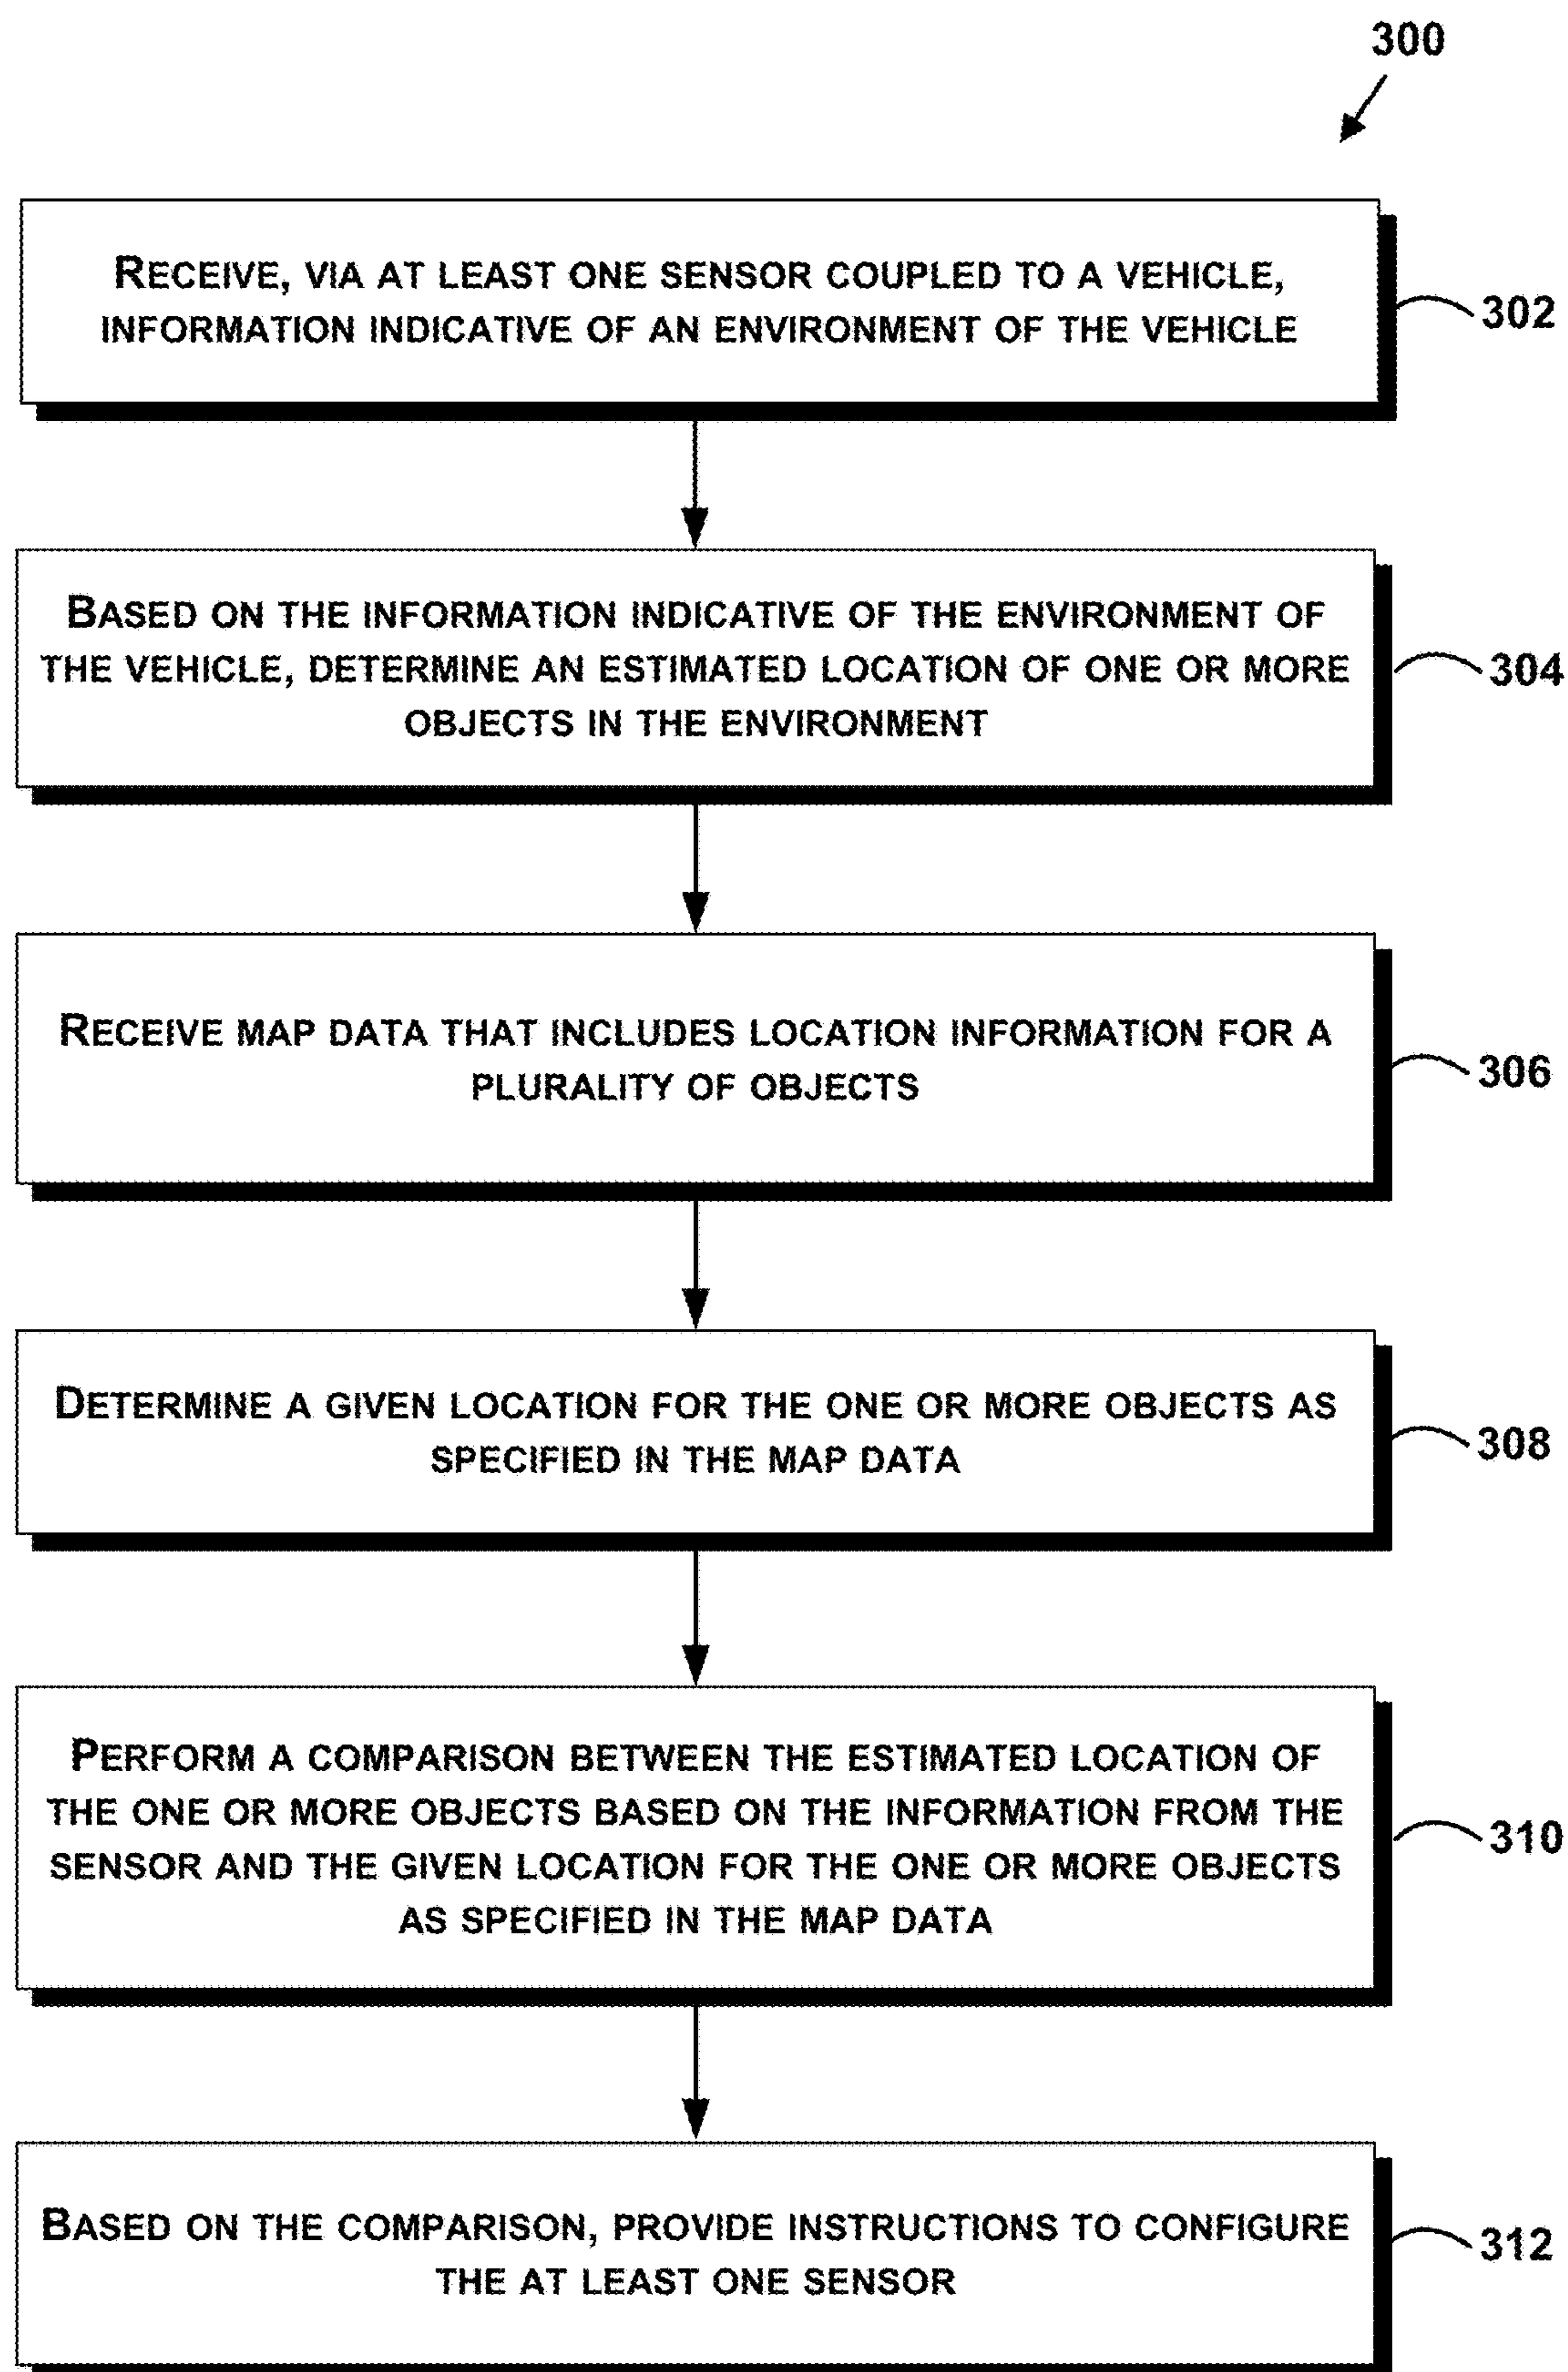 300
RECEIVE, VIA AT LEAST ONE SENSOR COUPLED TO A VEHICLE,
INFORMATION INDICATIVE OF AN ENVIRONMENT OF THE VEHICLE
302
BASED ON THE INFORMATION INDICATIVE OF THE ENVIRONMENT OF
THE VEHICLE, DETERMINE AN ESTIMATED LOCATION OF ONE OR MORE
OBJECTS IN THE ENVIRONMENT
304
RECEIVE MAP DATA THAT INCLUDES LOCATION INFORMATION FOR A
PLURALITY OF OBJECTS
306
DETERMINE A GIVEN LOCATION FOR THE ONE OR MORE OBJECTS AS
SPECIFIED IN THE MAP DATA
308
PERFORM A COMPARISON BETWEEN THE ESTIMATED LOCATION OF
THE ONE OR MORE OBJECTS BASED ON THE INFORMATION FROM THE
SENSOR AND THE GIVEN LOCATION FOR THE ONE OR MORE OBJECTS
AS SPECIFIED IN THE MAP DATA
310
BASED ON THE COMPARISON, PROVIDE INSTRUCTIONS TO CONFIGURE
THE AT LEAST ONE SENSOR
312